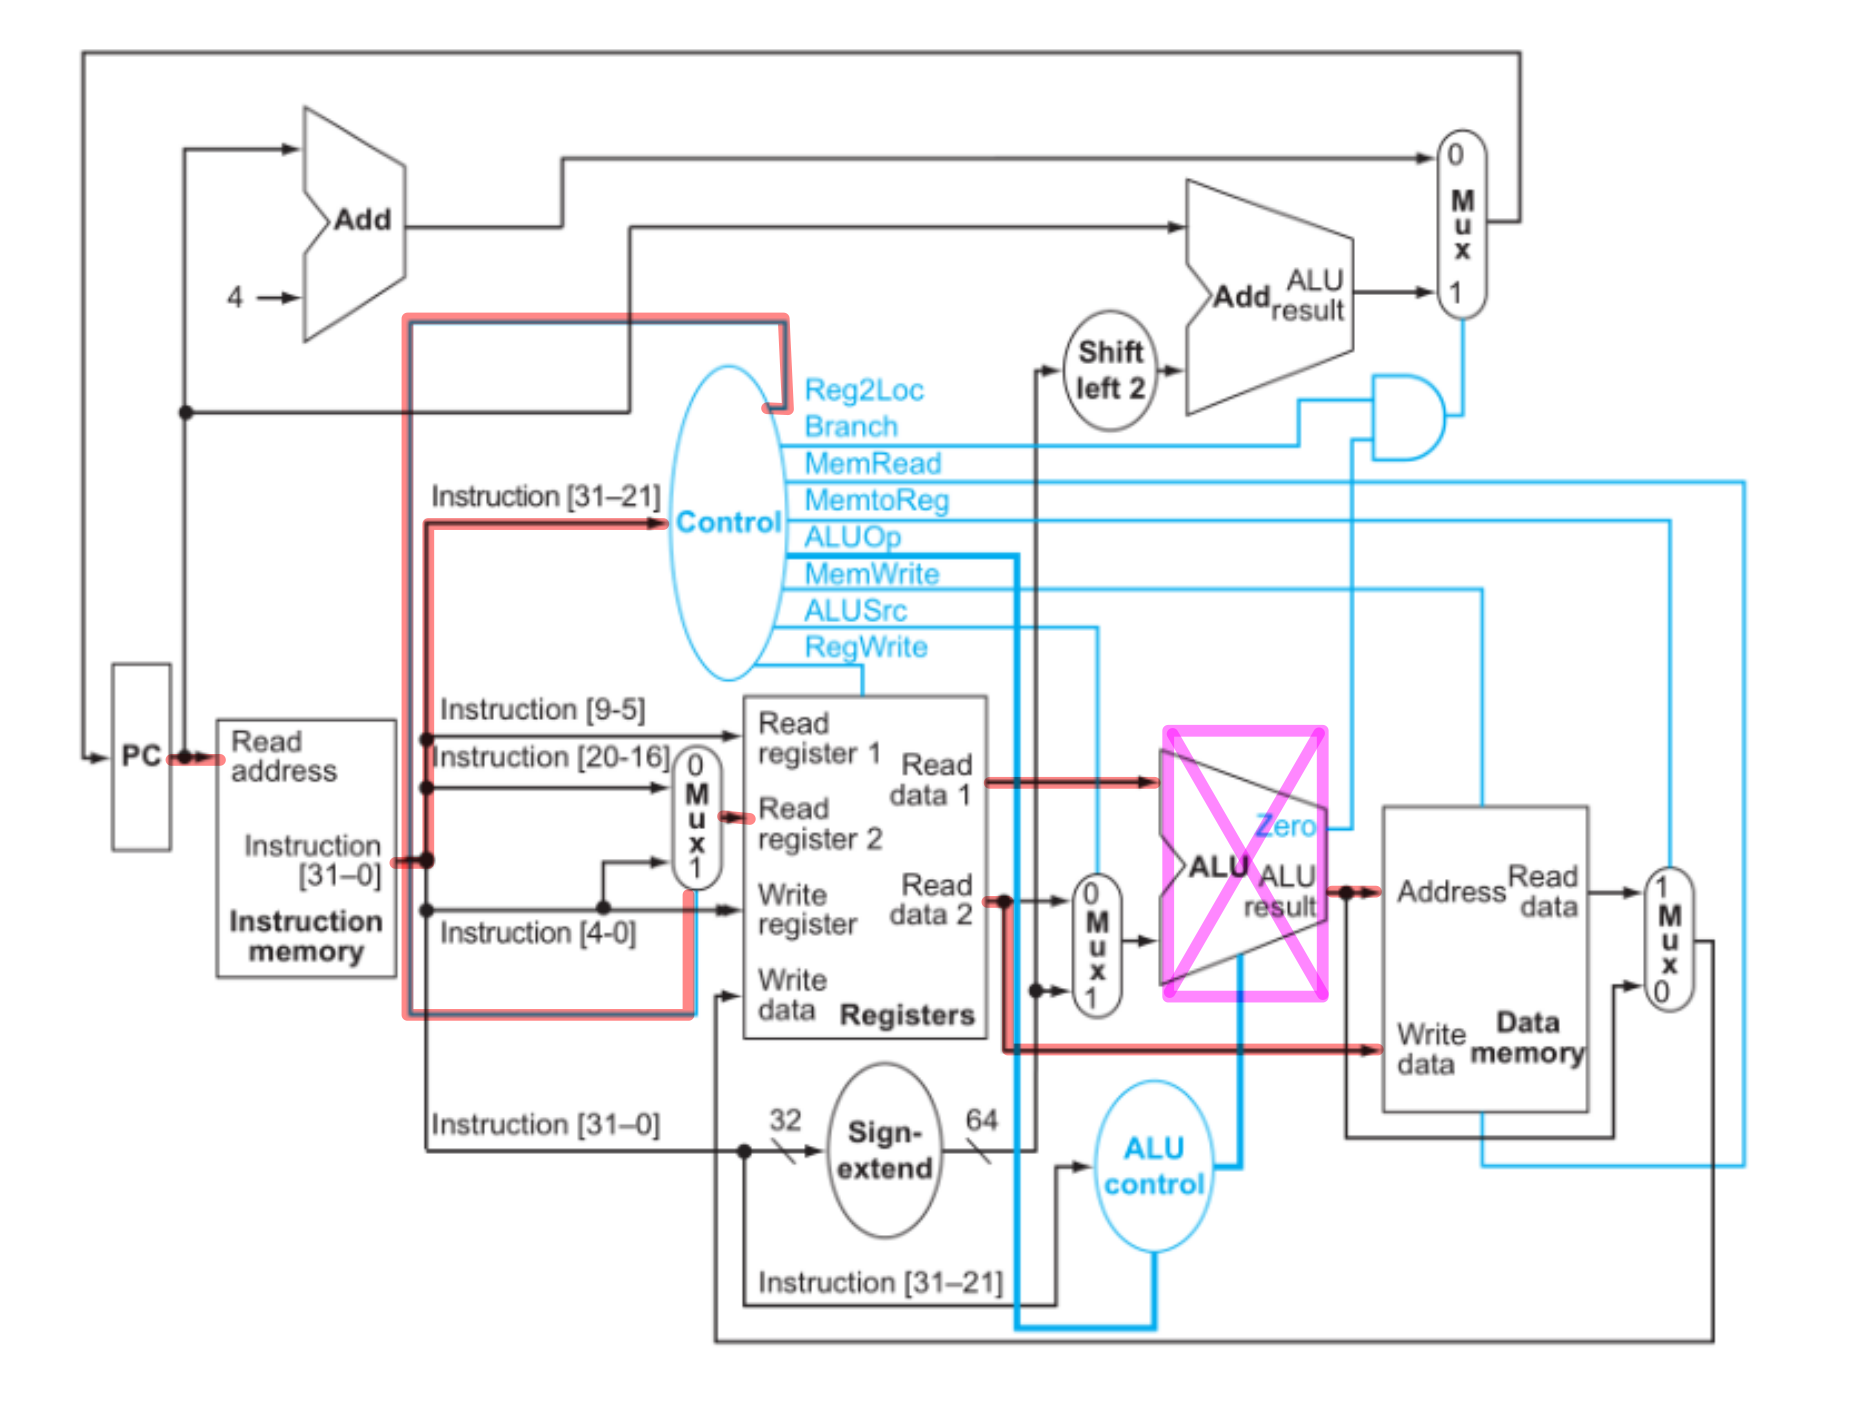 Add
4
0
Mux
1
Add
ALU
result
Shift
left 2
Reg2Loc
Branch
MemRead
MemtoReg
ALUOp
MemWrite
ALUSrc
RegWrite
Control
Instruction [31–21]
PC
Read
address
Instruction
[31–0]
Instruction
memory
Instruction [9-5]
Instruction [20-16]
Instruction [4-0]
0
Mux
1
Read
register 1
Read
register 2
Write
register
Write
data
Read
data 1
Read
data 2
Registers
0
Mux
1
Zero
ALU
ALU
result
Address
Read
data
Write
data
Data
memory
1
Mux
0
Instruction [31–0]
32
Sign-
extend
64
ALU
control
Instruction [31–21]